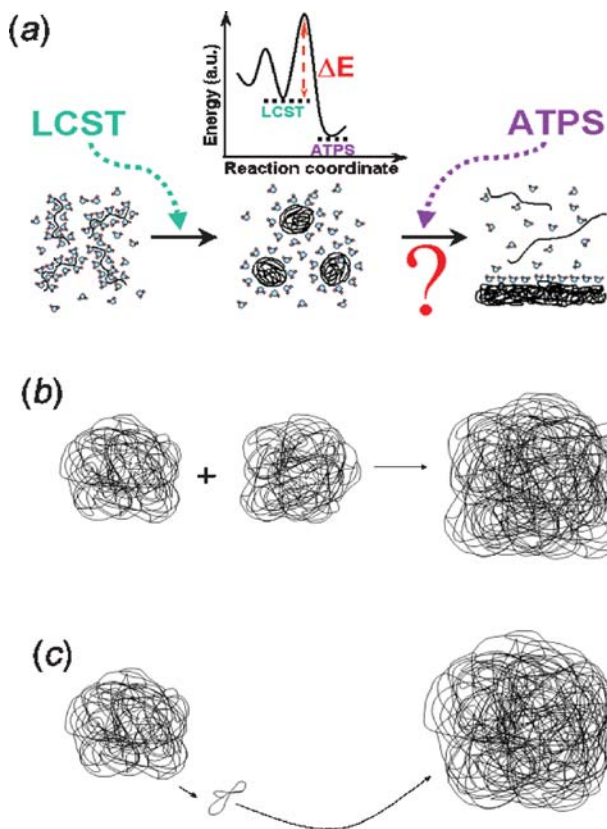 (a)
Energy (a.u.)
ΔE
LCST
ATPS
Reaction coordinate
LCST
ATPS
?
(b)
+
(c)